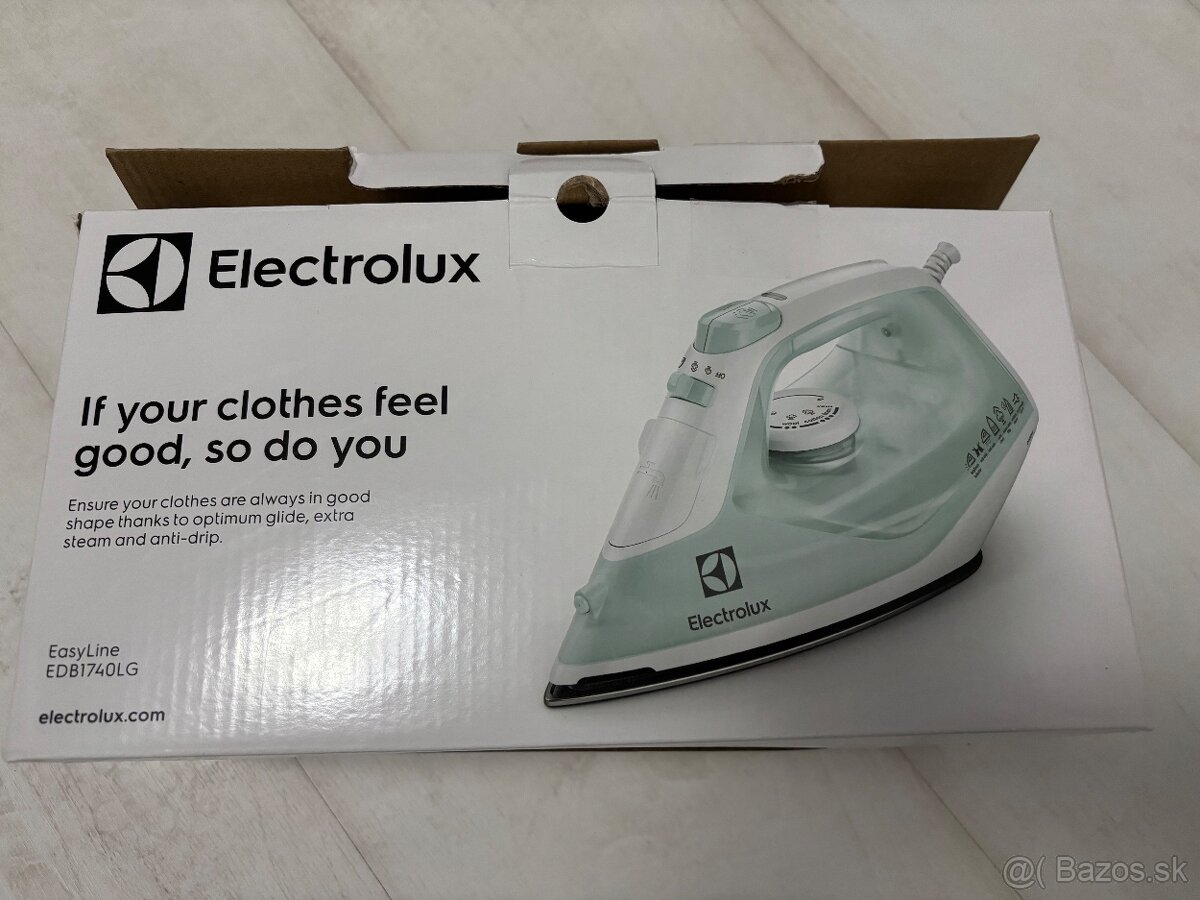 Electrolux
If your clothes feel
good, so do you
Ensure your clothes are always in good
shape thanks to optimum glide, extra
steam and anti-drip.
EasyLine
EDB1740LG
electrolux.com
Electrolux
@( Bazos.sk